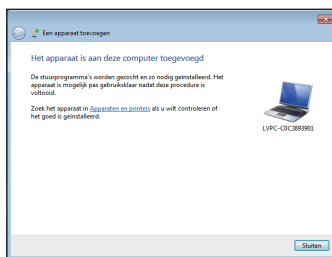 Een apparaat toevoegen
Het apparaat is aan deze computer toegevoegd
De stuurprogramma's worden gezocht en zo nodig geïnstalleerd. Het
apparaat is mogelijk pas gebruiksklaar nadat deze procedure is
voltooid.
Zoek het apparaat in Apparaten en printers als u wilt controleren of
het goed is geïnstalleerd.
LVPC-C0C3893901
Sluiten